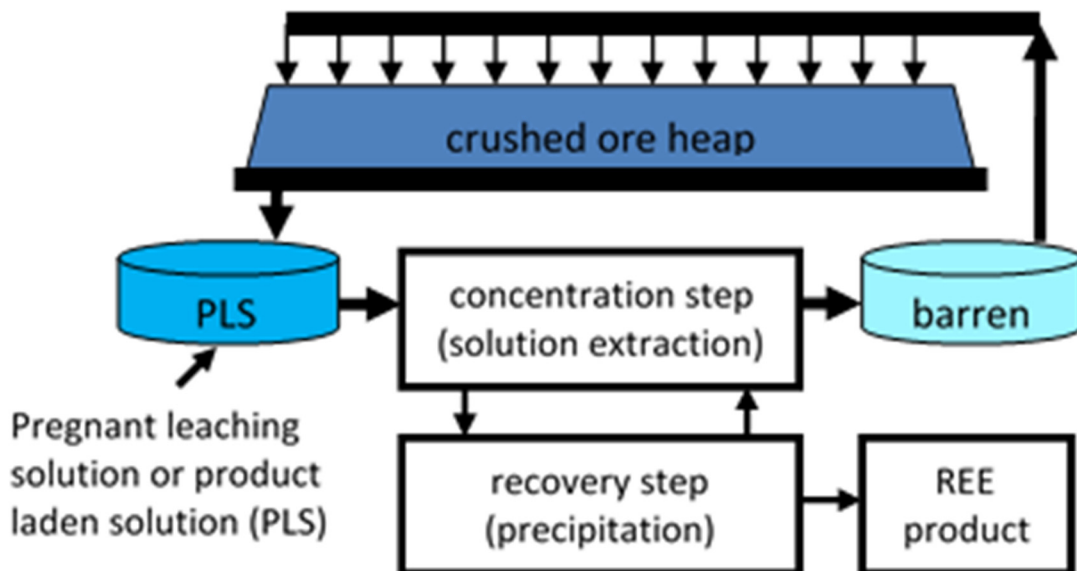 crushed ore heap
PLS
concentration step
(solution extraction)
barren
Pregnant leaching
solution or product
laden solution (PLS)
recovery step
(precipitation)
REE
product